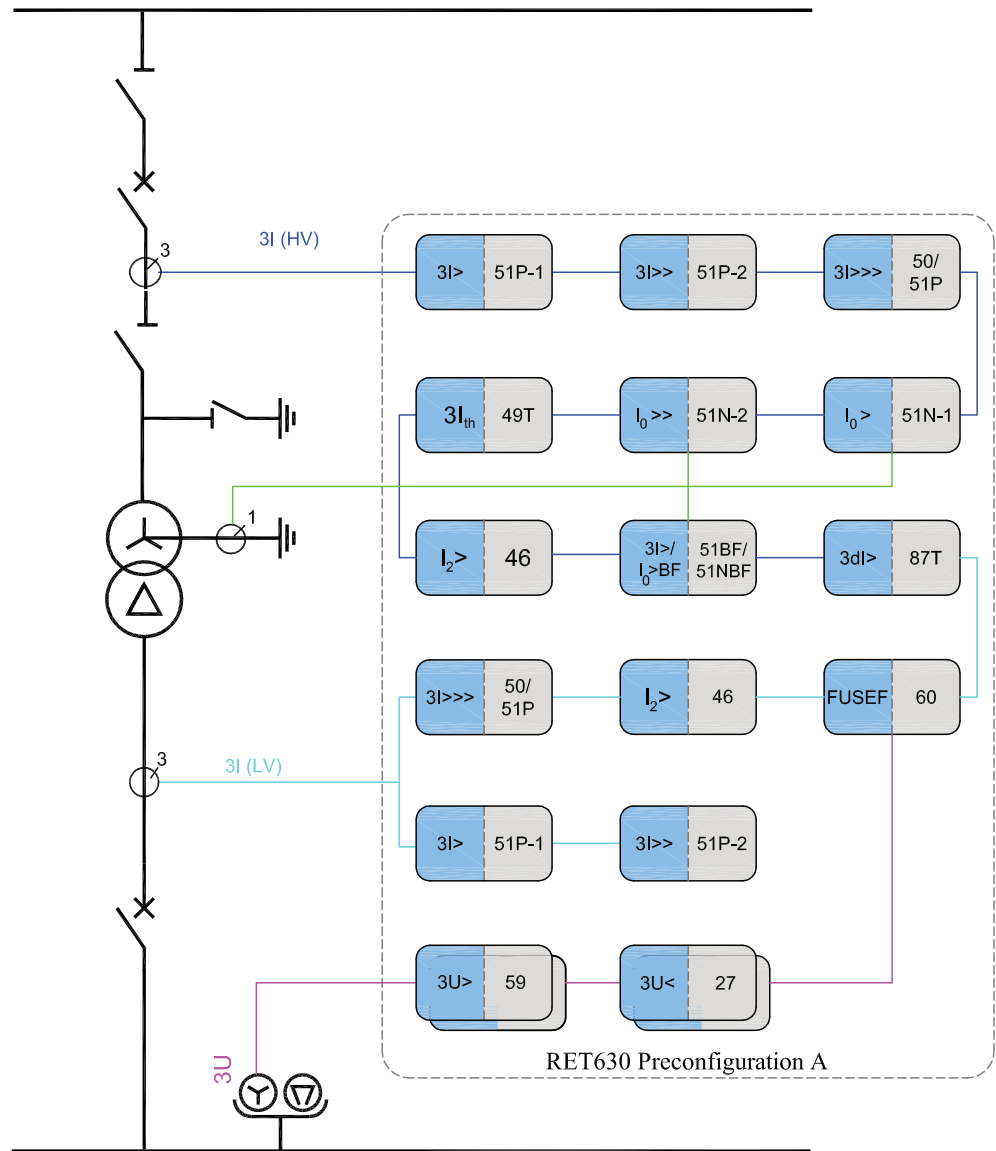 3I (HV)
3
3I> 51P-1
3I>> 51P-2
3I>>> 50/
51P
3Ith 49T
I0 >> 51N-2
I0 > 51N-1
1
I2> 46
3I>/
I0>BF
51BF/
51NBF
3dI> 87T
3I>>> 50/
51P
I2> 46
FUSEF 60
3
3I (LV)
3I> 51P-1
3I>> 51P-2
3U> 59
3U< 27
3U
RET630 Preconfiguration A